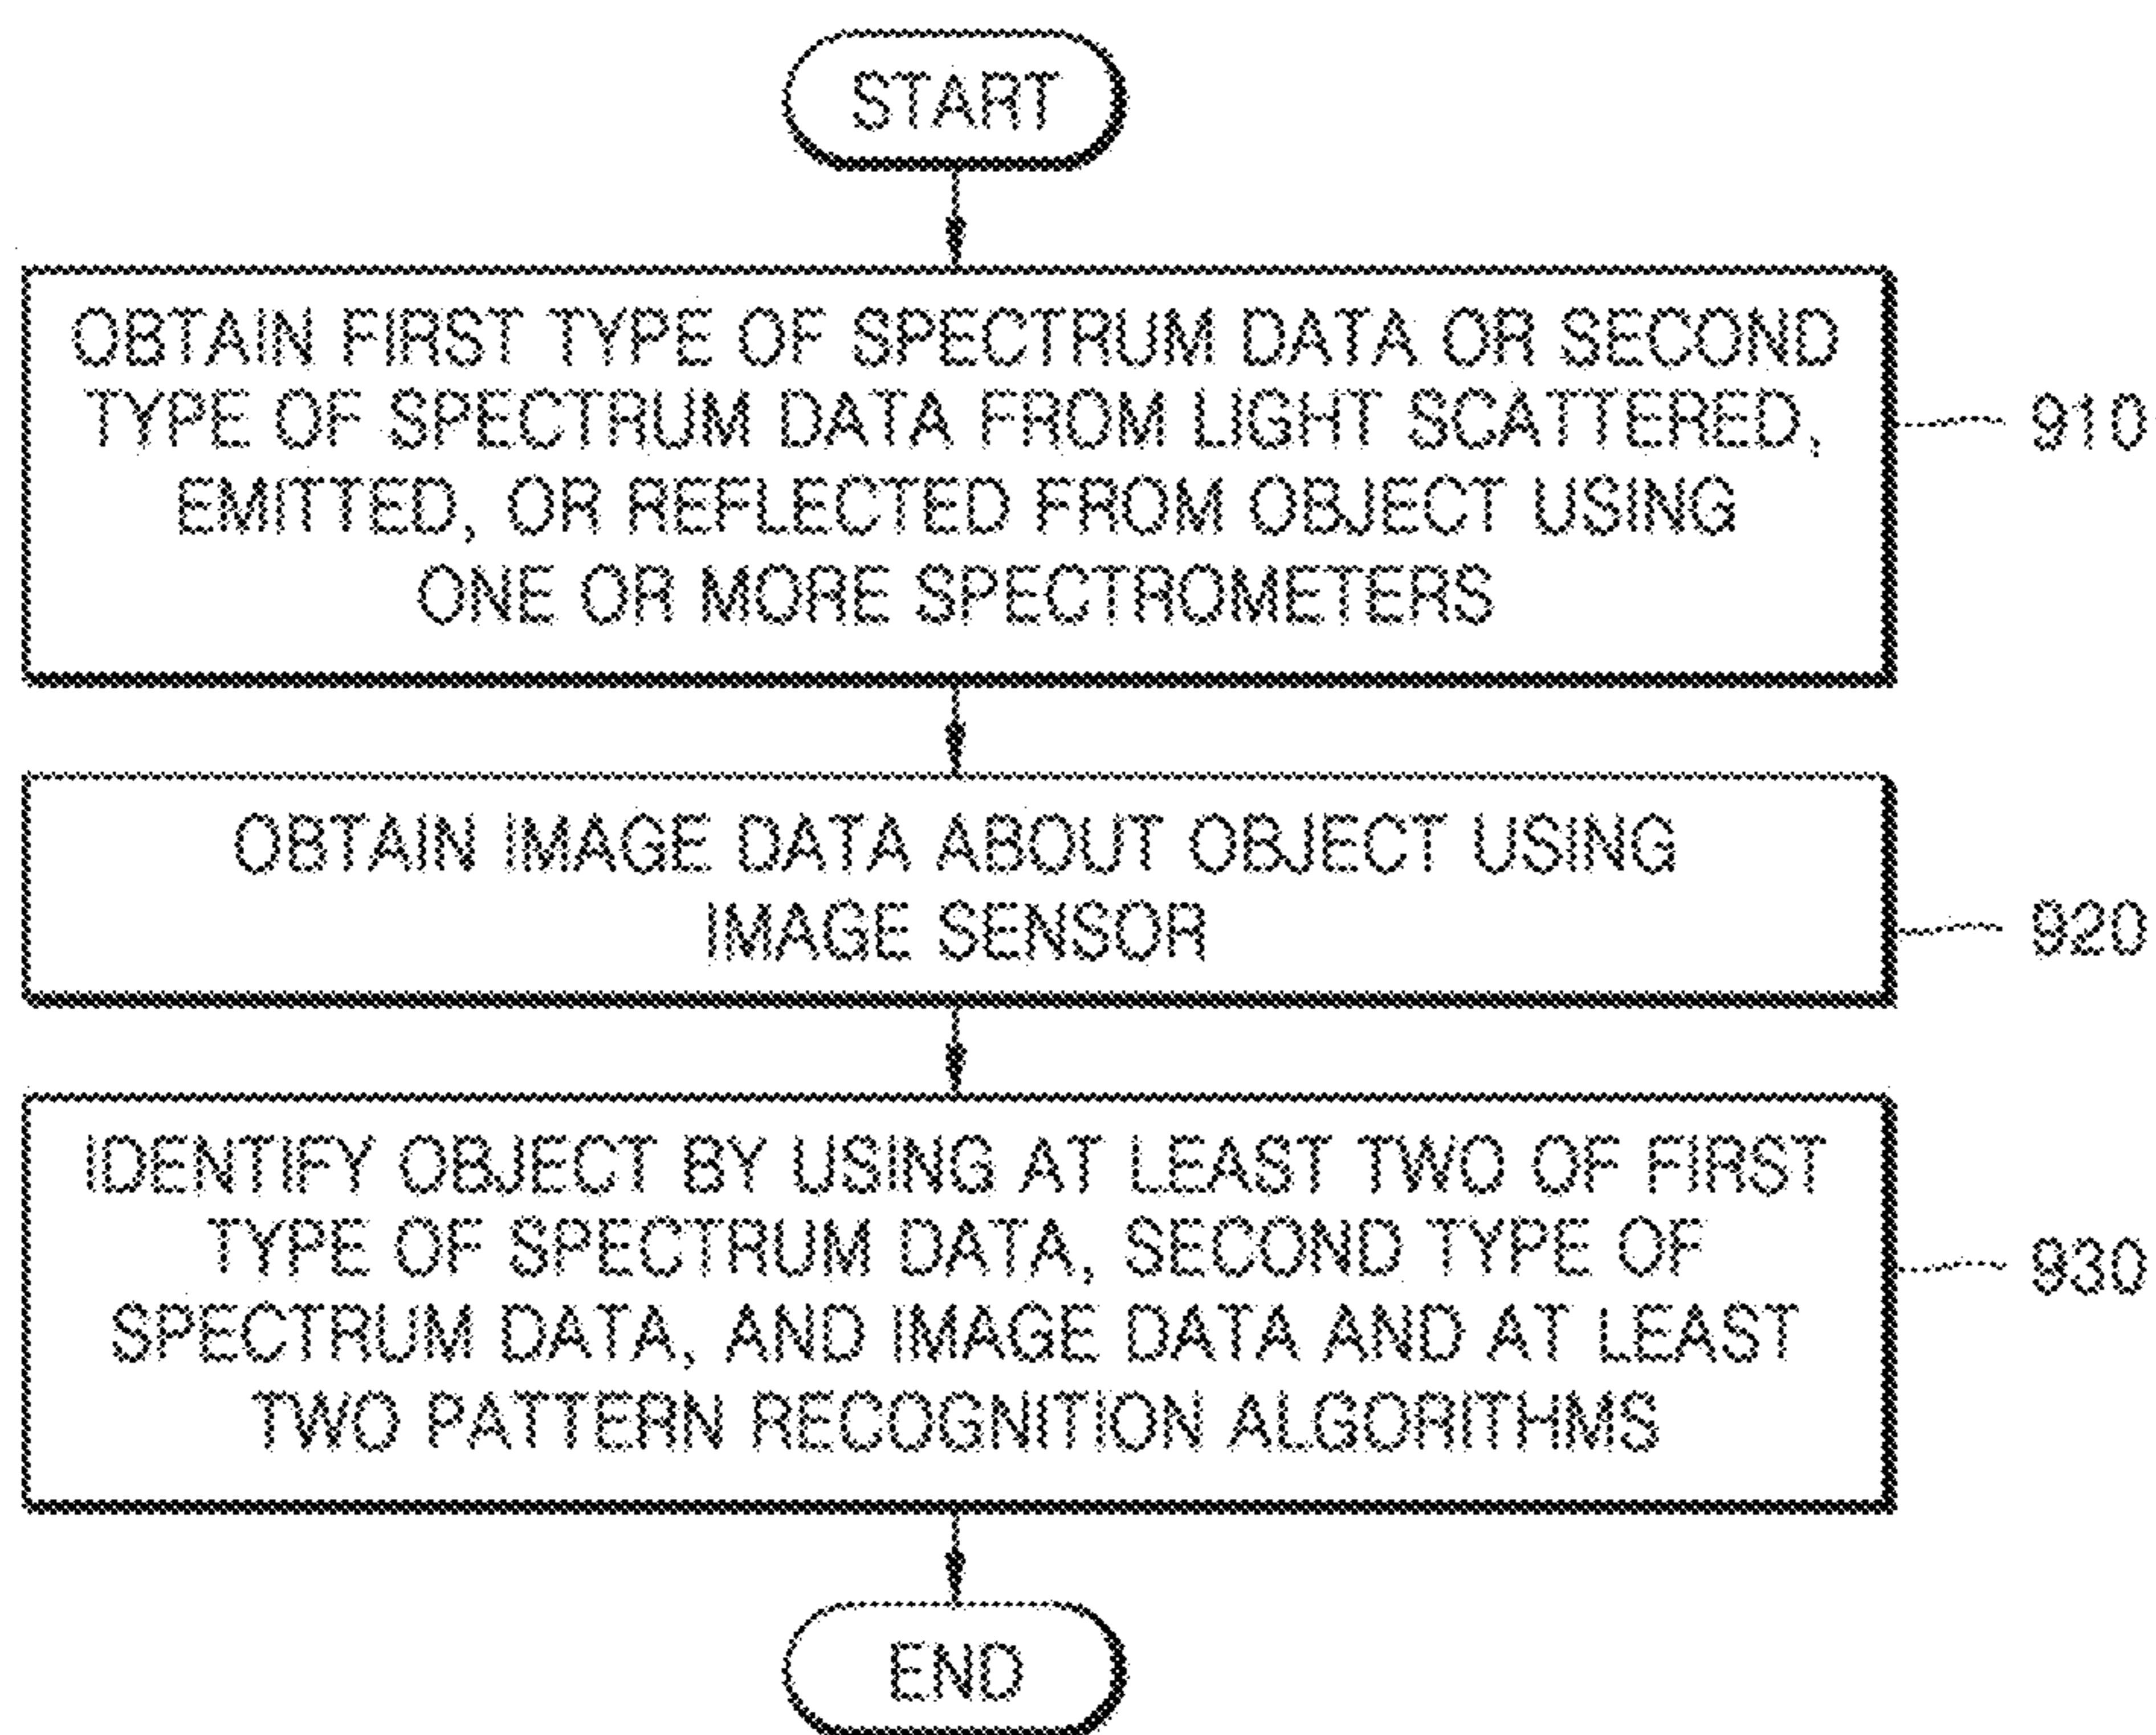 START
OBTAIN FIRST TYPE OF SPECTRUM DATA OR SECOND
TYPE OF SPECTRUM DATA FROM LIGHT SCATTERED,
EMITTED, OR REFLECTED FROM OBJECT USING
ONE OR MORE SPECTROMETERS
910
OBTAIN IMAGE DATA ABOUT OBJECT USING
IMAGE SENSOR
920
IDENTIFY OBJECT BY USING AT LEAST TWO OF FIRST
TYPE OF SPECTRUM DATA, SECOND TYPE OF
SPECTRUM DATA, AND IMAGE DATA AND AT LEAST
TWO PATTERN RECOGNITION ALGORITHMS
930
END